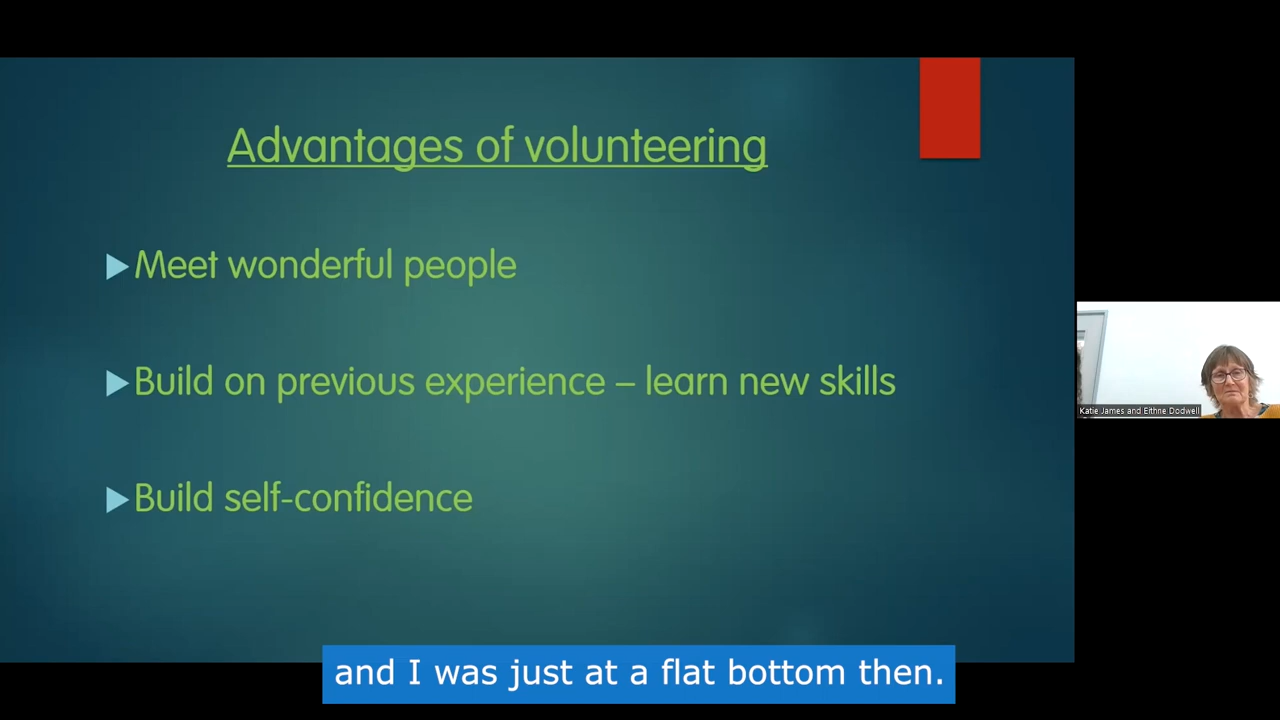 Advantages of volunteering
Meet wonderful people
Build on previous experience – learn new skills
Build self-confidence
Katie James and Eithne Dodwell
and I was just at a flat bottom then.